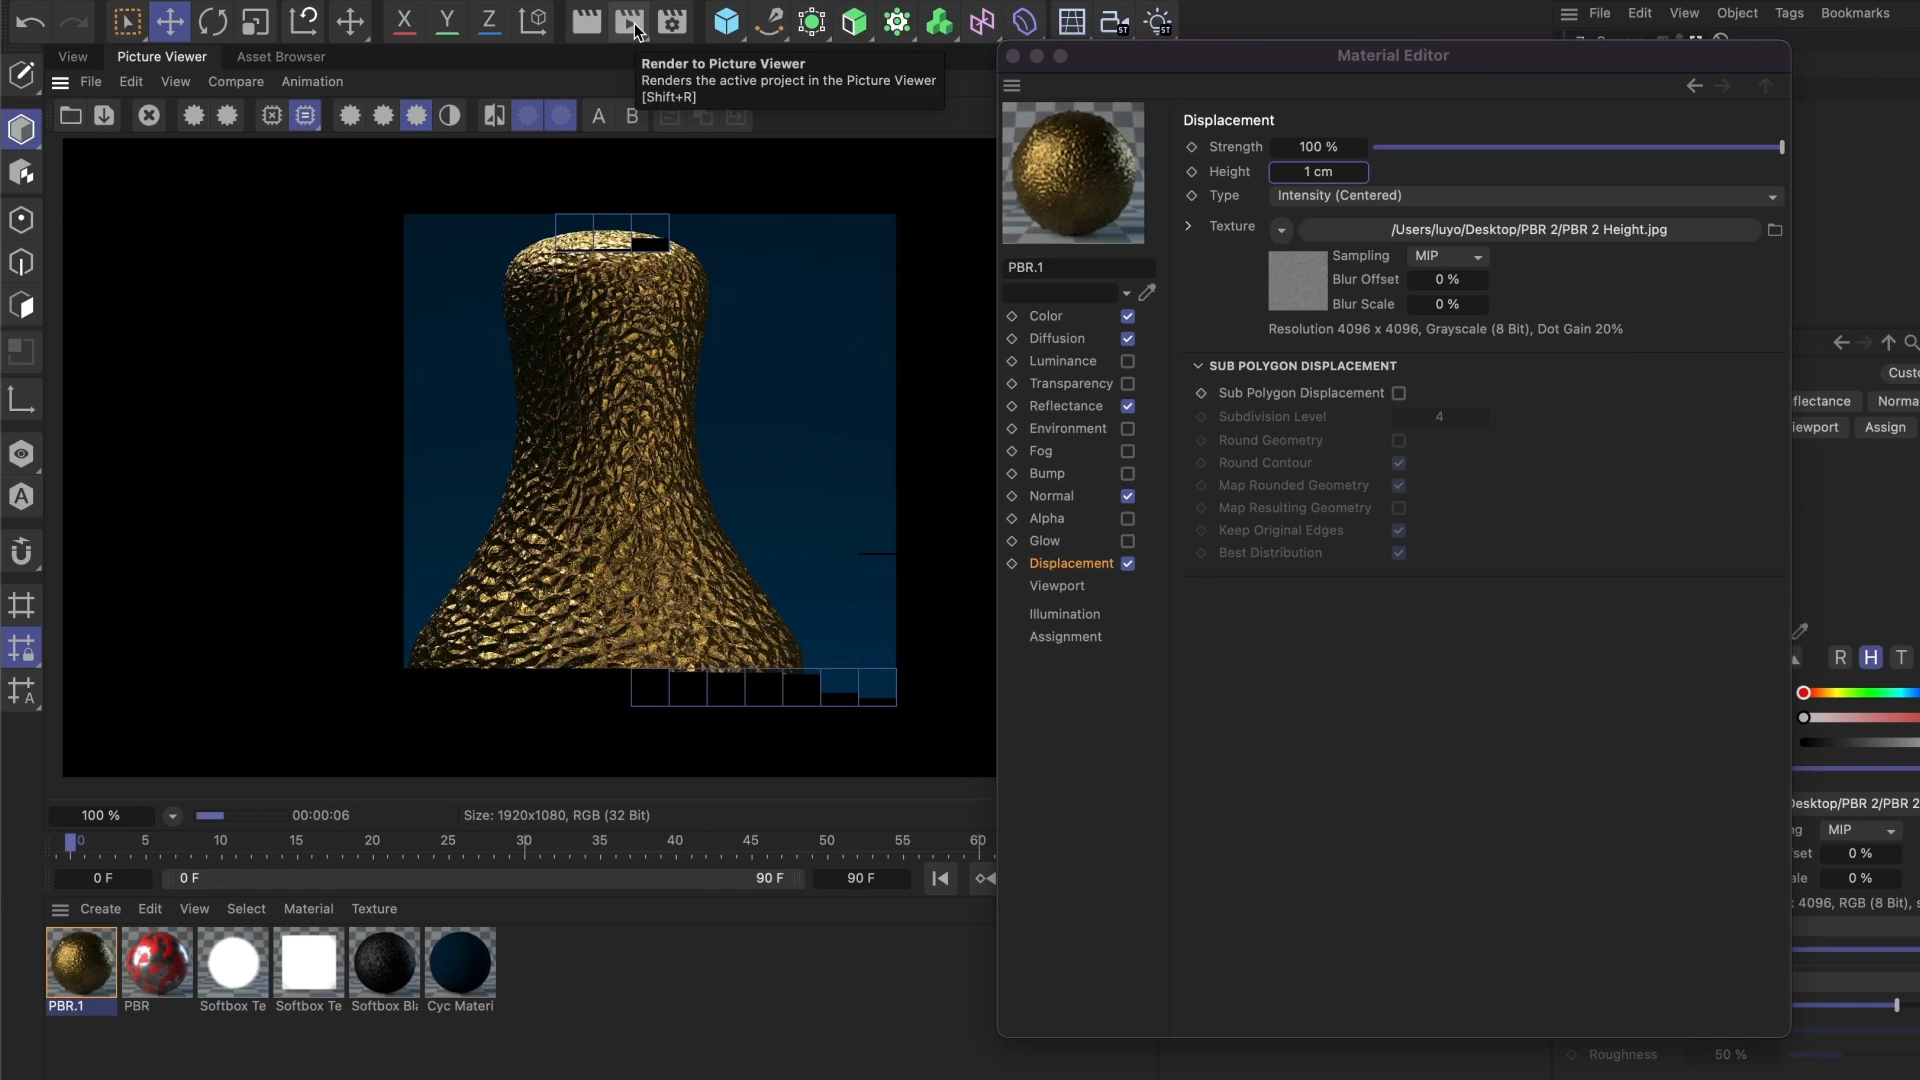 X Y Z
File Edit View Object Tags Bookmarks
View Picture Viewer Asset Browser
Render to Picture Viewer
Renders the active project in the Picture Viewer
[Shift+R]
File Edit View Compare Animation
A B
Material Editor
Displacement
Strength 100 %
Height 1 cm
Type Intensity (Centered)
Texture /Users/luyo/Desktop/PBR 2/PBR 2 Height.jpg
Sampling MIP
Blur Offset 0 %
Blur Scale 0 %
Resolution 4096 x 4096, Grayscale (8 Bit), Dot Gain 20%
SUB POLYGON DISPLACEMENT
Sub Polygon Displacement
Subdivision Level 4
Round Geometry
Round Contour
Map Rounded Geometry
Map Resulting Geometry
Keep Original Edges
Best Distribution
PBR.1
Color
Diffusion
Luminance
Transparency
Reflectance
Environment
Fog
Bump
Normal
Alpha
Glow
Displacement
Viewport
Illumination
Assignment
Custo
flectance Norma
iewport Assign
R H T
Desktop/PBR 2/PBR 2
ng MIP
set 0 %
ale 0 %
4096, RGB (8 Bit), s
Roughness 50 %
100 % 00:00:06 Size: 1920x1080, RGB (32 Bit)
0 5 10 15 20 25 30 35 40 45 50 55 60
0 F 0 F 90 F 90 F
Create Edit View Select Material Texture
PBR.1 PBR Softbox Te Softbox Te Softbox Bla Cyc Materi